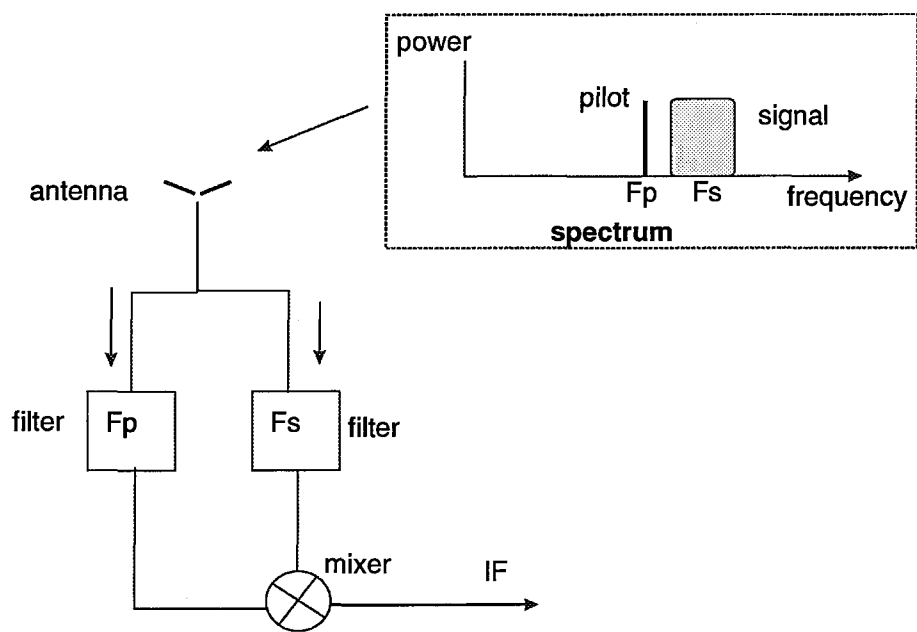 power
pilot
signal
Fp Fs
frequency
spectrum
antenna
filter Fp
Fs filter
mixer
IF